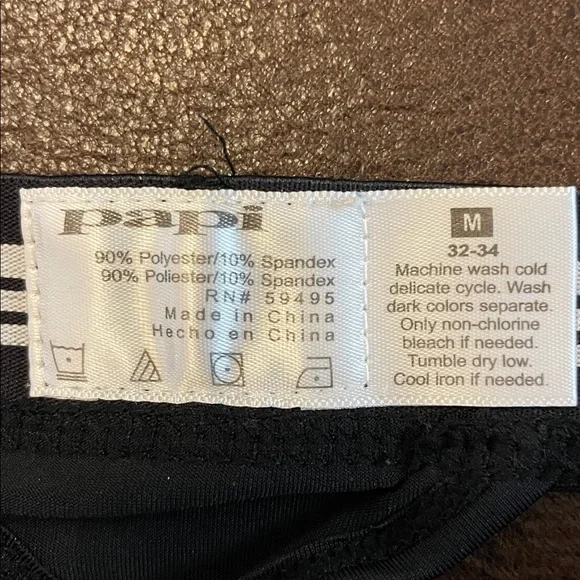 papi
90% Polyester/10% Spandex
90% Poliester/10% Spandex
RN# 59495
Made in China
Hecho en China
M
32-34
Machine wash cold
delicate cycle. Wash
dark colors separate.
Only non-chlorine
bleach if needed.
Tumble dry low.
Cool iron if needed.